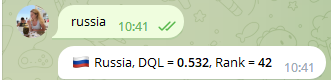 russia 10:41
🇷🇺 Russia, DQL = 0.532, Rank = 42 10:41